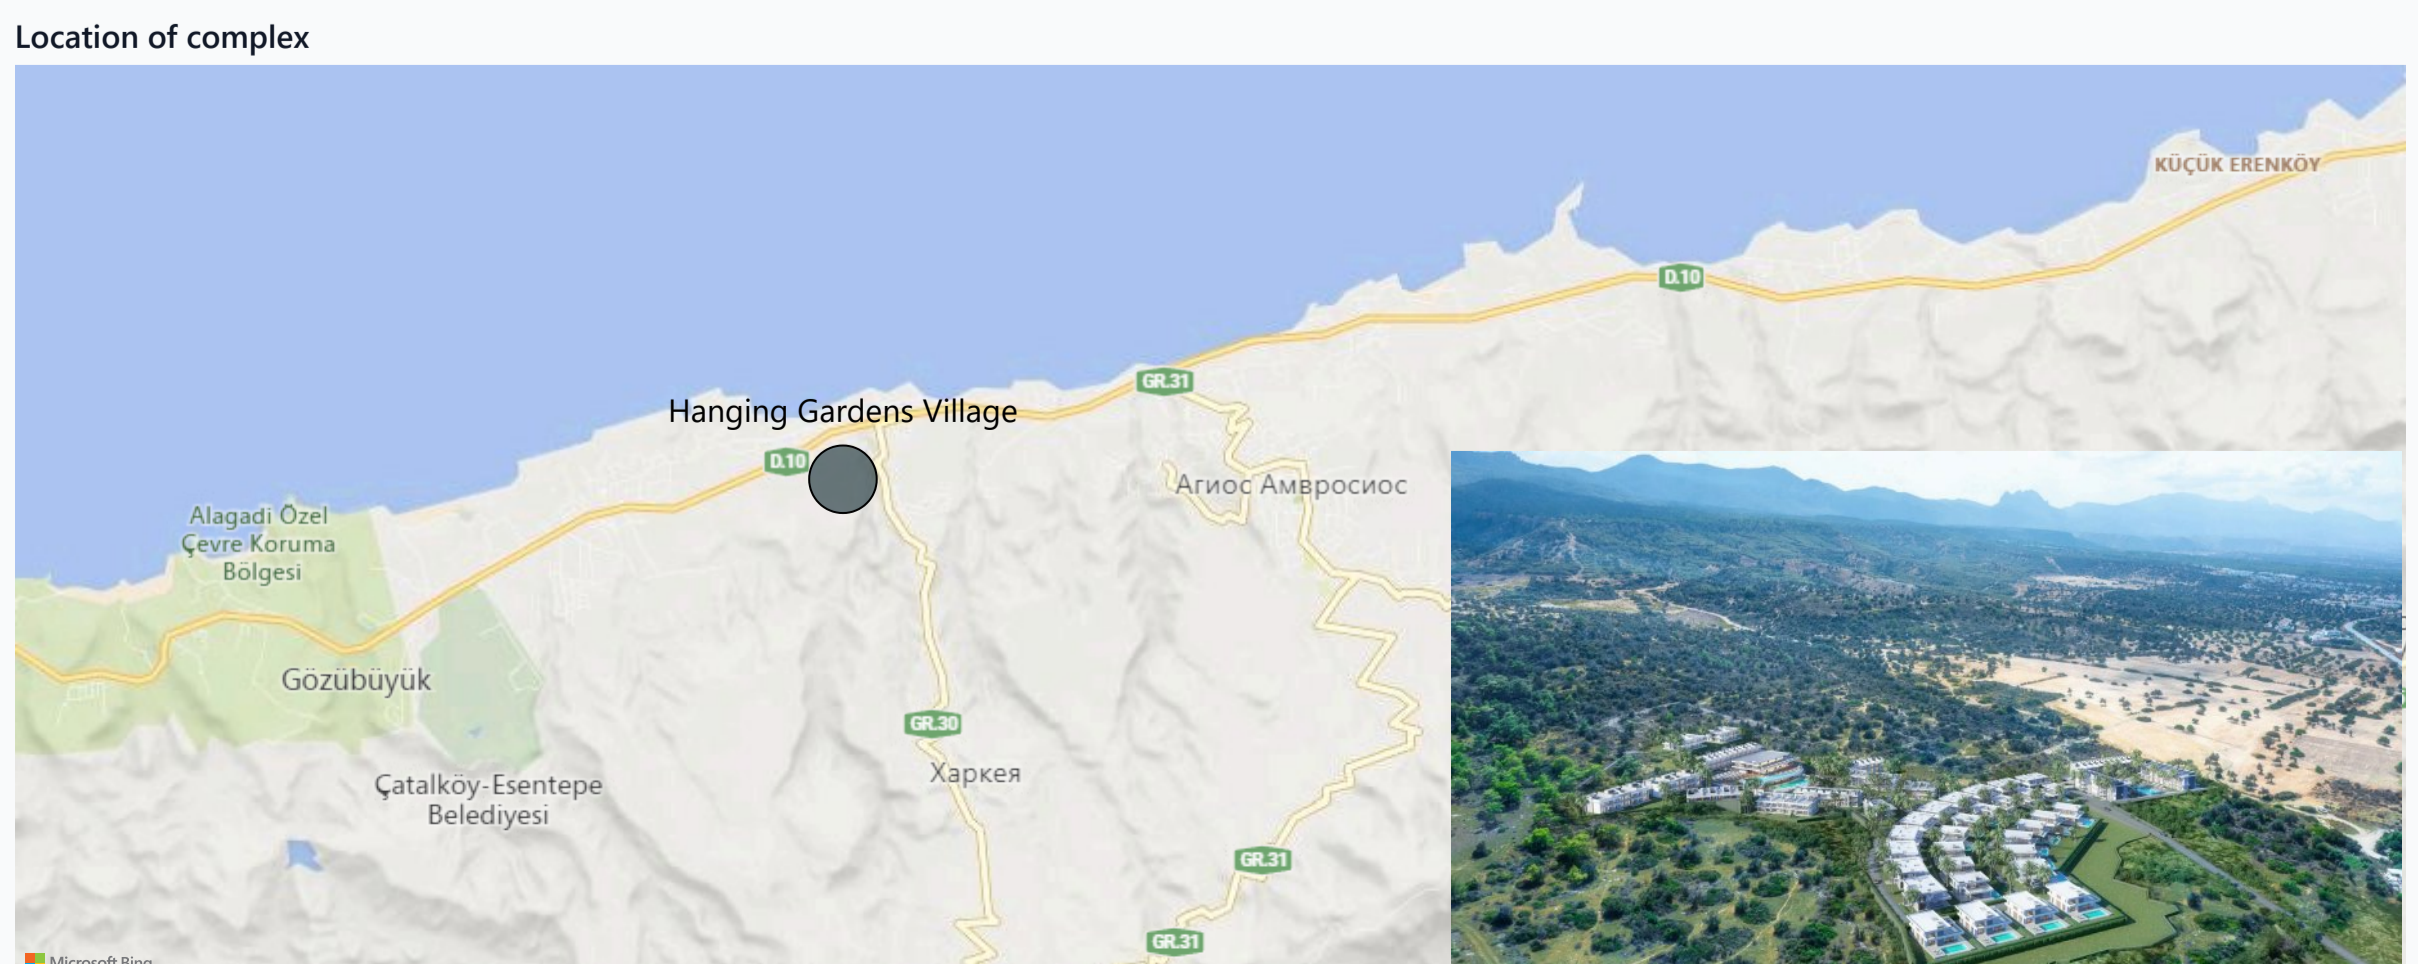 Location of complex
KÜÇÜK ERENKÖY
D.10
GR.31
Hanging Gardens Village
D.10
Агиос Амвросиос
Alagadi Özel
Çevre Koruma
Bölgesi
Gözübüyük
GR.30
Харкея
Çatalköy-Esentepe
Belediyesi
GR.31
GR.31
Microsoft Bing